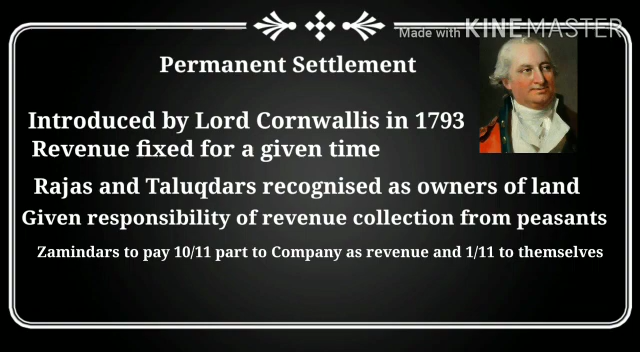 Made with KINEMASTER
Permanent Settlement
Introduced by Lord Cornwallis in 1793
Revenue fixed for a given time
Rajas and Taluqdars recognised as owners of land
Given responsibility of revenue collection from peasants
Zamindars to pay 10/11 part to Company as revenue and 1/11 to themselves